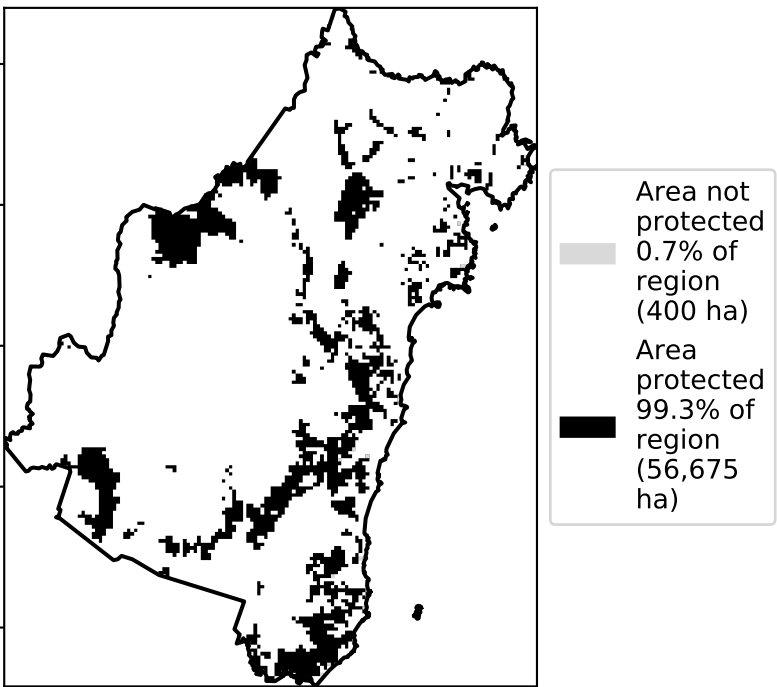 Area not
protected
0.7% of
region
(400 ha)
Area
protected
99.3% of
region
(56,675
ha)